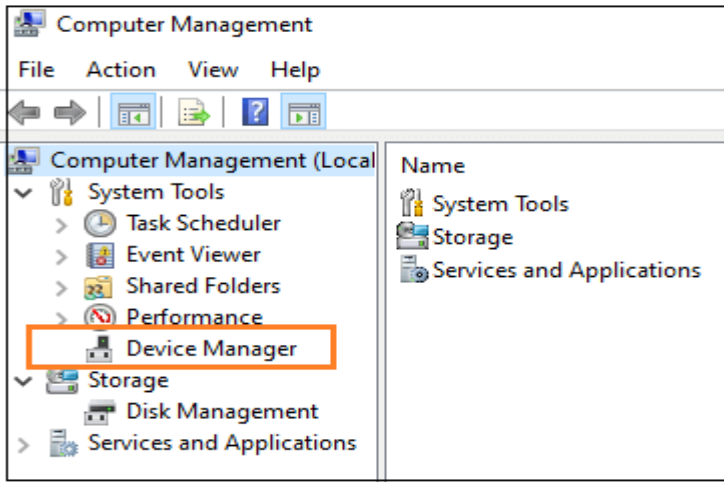 Computer Management
File Action View Help
Computer Management (Local
System Tools
Task Scheduler
Event Viewer
Shared Folders
Performance
Device Manager
Storage
Disk Management
Services and Applications
Name
System Tools
Storage
Services and Applications